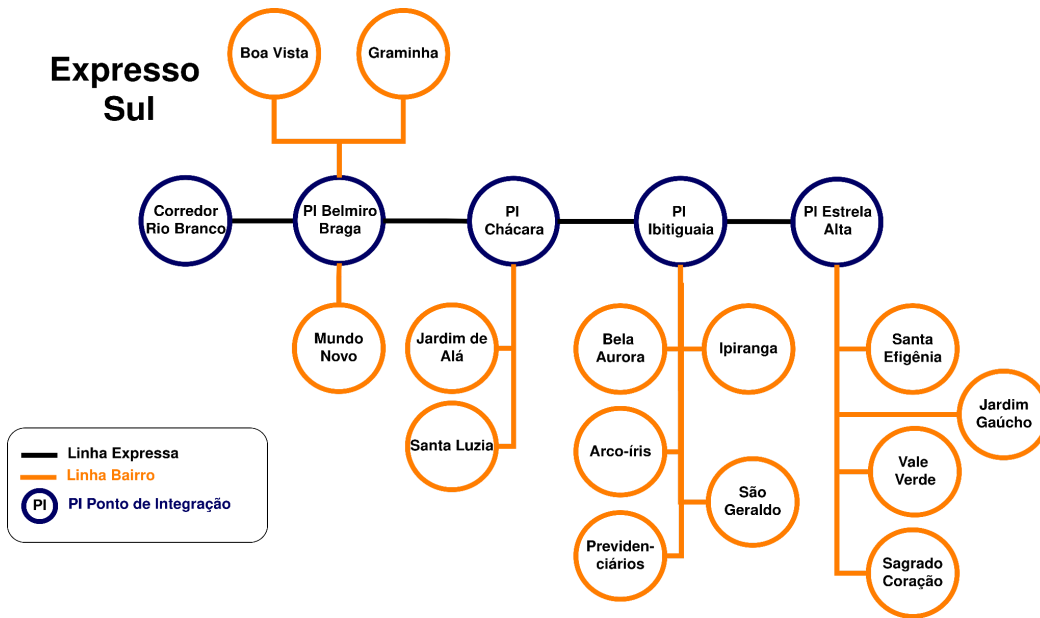 Expresso
Sul
Boa Vista
Graminha
Corredor
Rio Branco
PI Belmiro
Braga
PI
Chácara
PI
Ibitiguaia
PI Estrela
Alta
Mundo
Novo
Jardim de
Alá
Santa Luzia
Bela
Aurora
Ipiranga
Arco-íris
São
Geraldo
Previden-
ciários
Santa
Efigênia
Jardim
Gaúcho
Vale
Verde
Sagrado
Coração
Linha Expressa
Linha Bairro
PI
PI Ponto de Integração